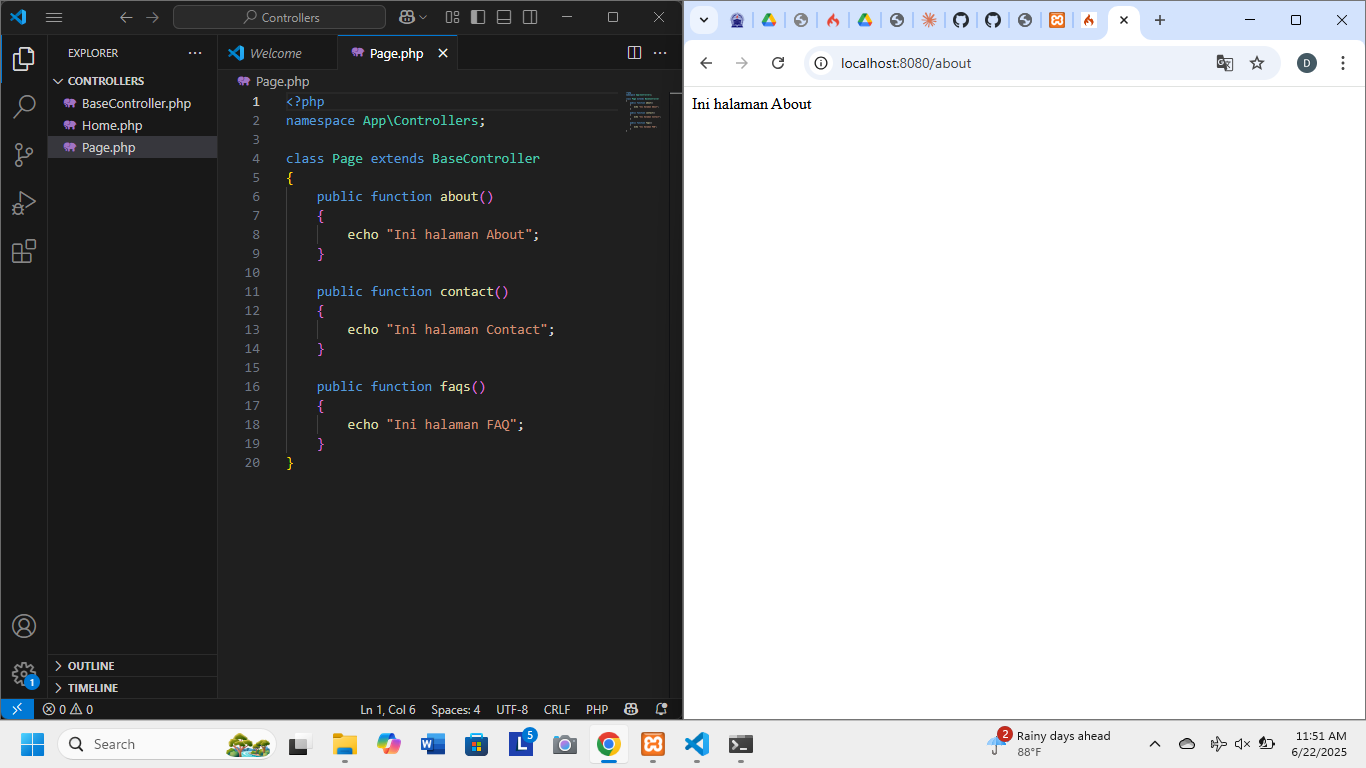 Controllers
EXPLORER
CONTROLLERS
BaseController.php
Home.php
Page.php
OUTLINE
TIMELINE
Welcome
Page.php
Page.php
1 <?php
2 namespace App\Controllers;
3
4 class Page extends BaseController
5 {
6 public function about()
7 {
8 echo "Ini halaman About";
9 }
10
11 public function contact()
12 {
13 echo "Ini halaman Contact";
14 }
15
16 public function faqs()
17 {
18 echo "Ini halaman FAQ";
19 }
20 }
1
0 0
Ln 1, Col 6 Spaces: 4 UTF-8 CRLF PHP
localhost:8080/about
D
Ini halaman About
Search
5
2
Rainy days ahead
88°F
11:51 AM
6/22/2025